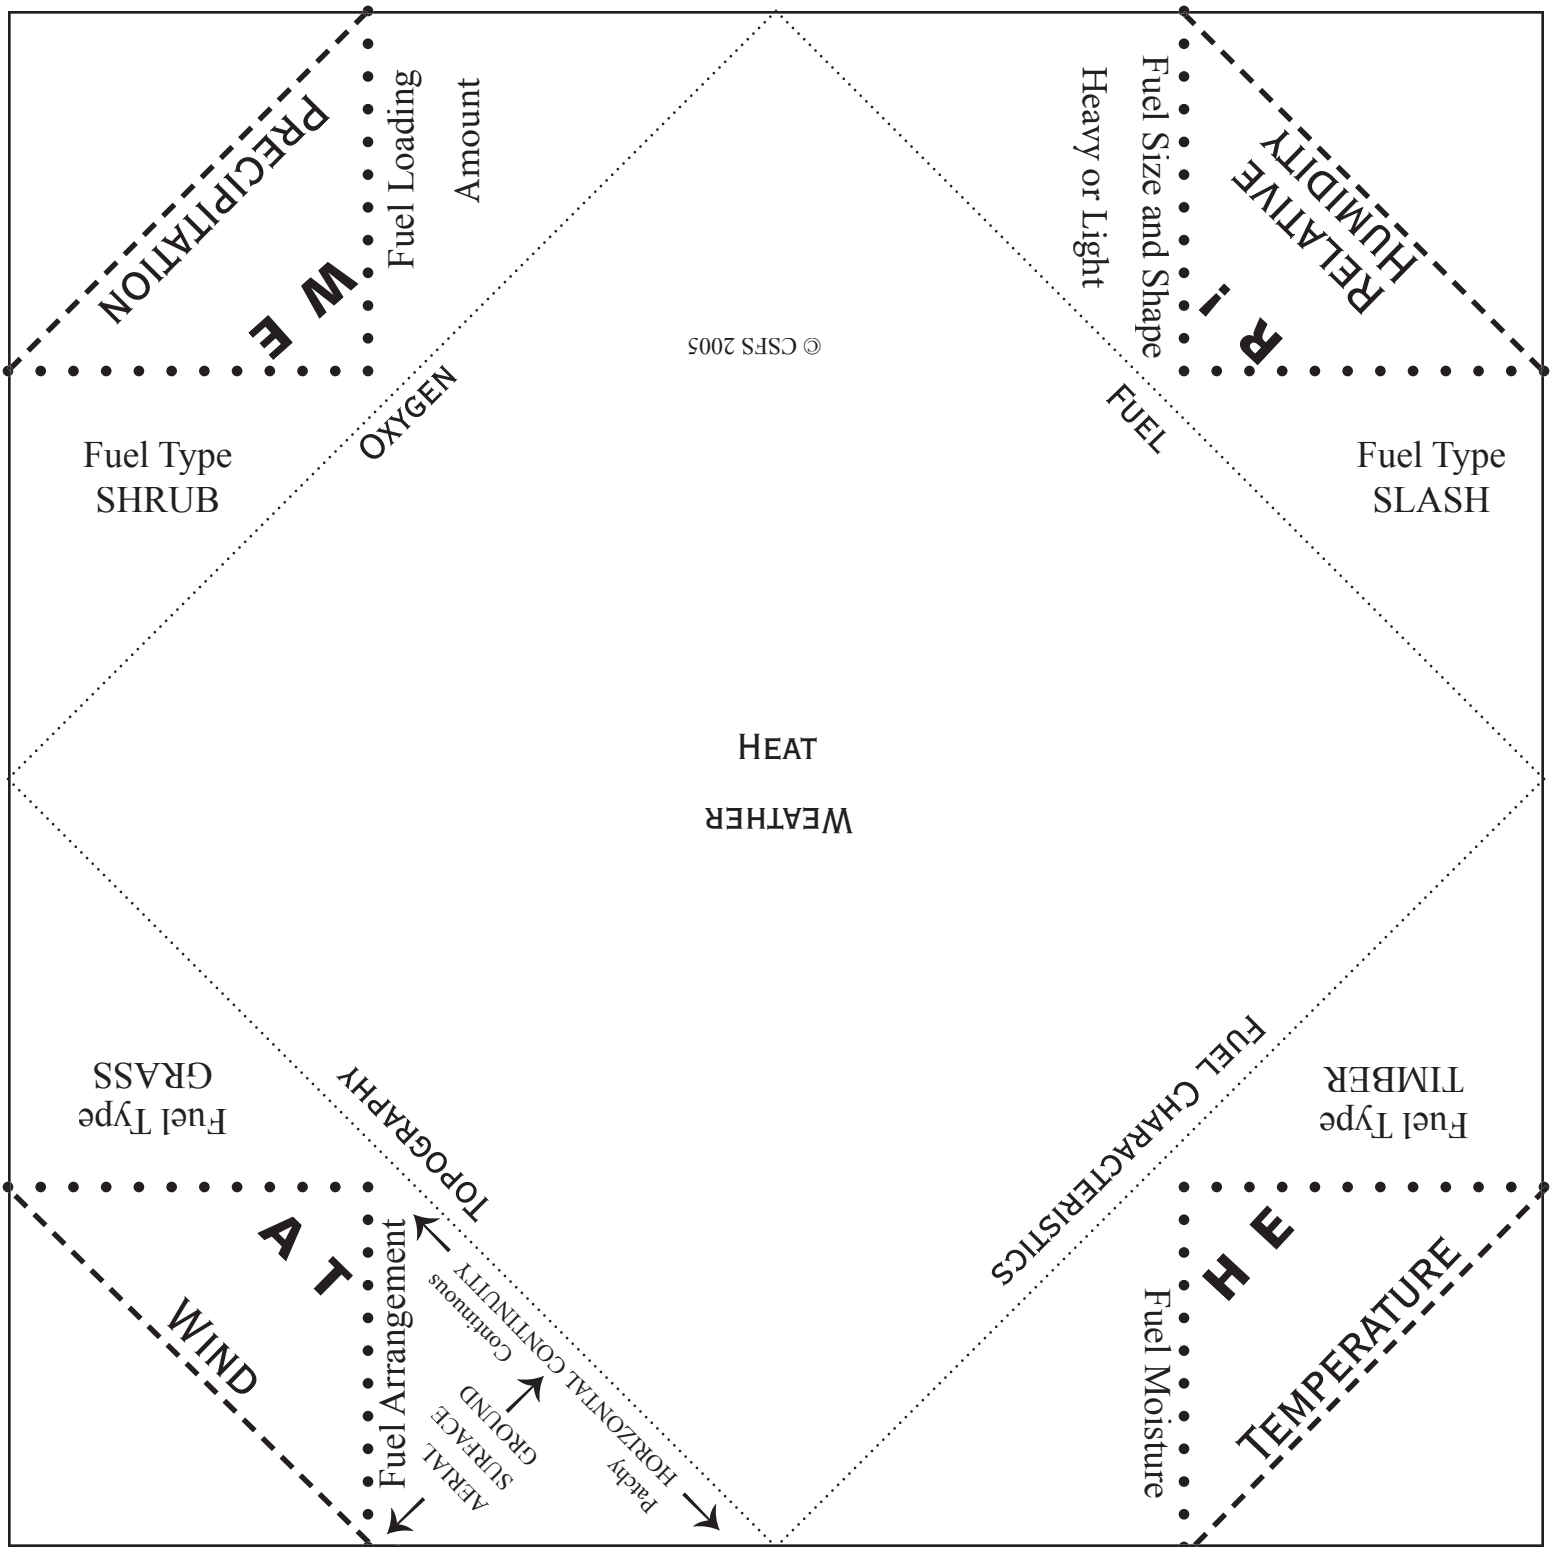 PRECIPITATION
W E
Fuel Loading
Amount
Fuel Size and Shape
Heavy or Light
RELATIVE
HUMIDITY
R !
© CSFS 2005
OXYGEN
FUEL
Fuel Type
SHRUB
Fuel Type
SLASH
HEAT
WEATHER
Fuel Type
GRASS
Fuel Type
TIMBER
TOPOGRAPHY
FUEL CHARACTERISTICS
A T
WIND
Fuel Arrangement
HORIZONTAL CONTINUITY
Continuous
Patchy
GROUND
SURFACE
AERIAL
H E
TEMPERATURE
Fuel Moisture